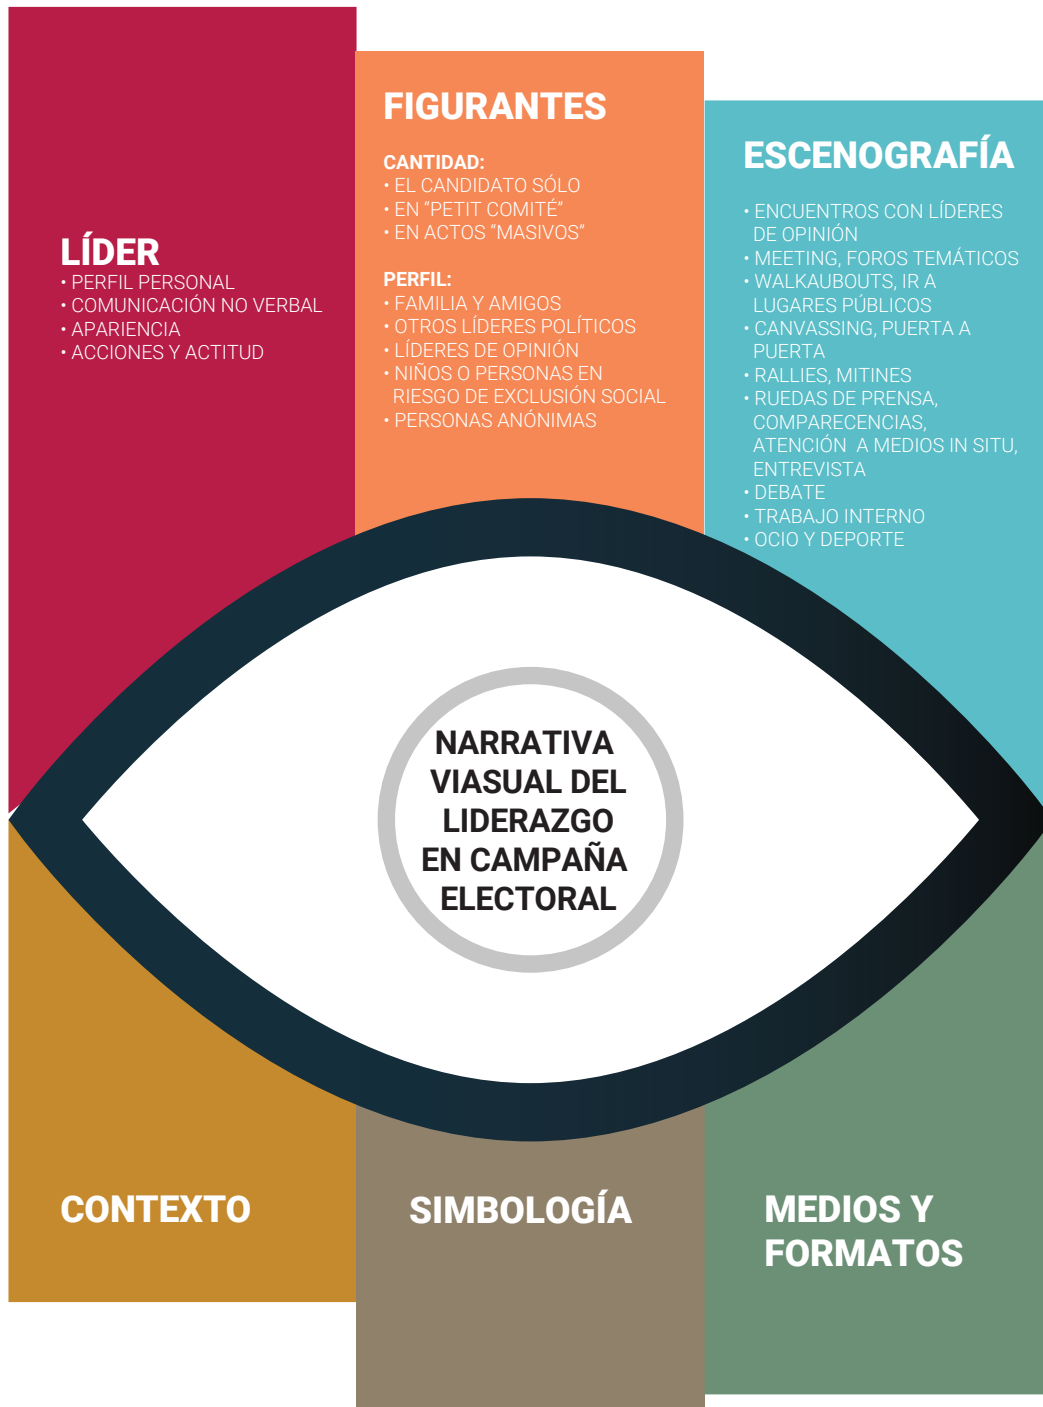 LÍDER
• PERFIL PERSONAL
• COMUNICACIÓN NO VERBAL
• APARIENCIA
• ACCIONES Y ACTITUD
FIGURANTES
CANTIDAD:
• EL CANDIDATO SÓLO
• EN “PETIT COMITÉ”
• EN ACTOS “MASIVOS”
PERFIL:
• FAMILIA Y AMIGOS
• OTROS LÍDERES POLÍTICOS
• LÍDERES DE OPINIÓN
• NIÑOS O PERSONAS EN
RIESGO DE EXCLUSIÓN SOCIAL
• PERSONAS ANÓNIMAS
ESCENOGRAFÍA
• ENCUENTROS CON LÍDERES
DE OPINIÓN
• MEETING, FOROS TEMÁTICOS
• WALKAUBOUTS, IR A
LUGARES PÚBLICOS
• CANVASSING, PUERTA A
PUERTA
• RALLIES, MITINES
• RUEDAS DE PRENSA,
COMPARECENCIAS,
ATENCIÓN A MEDIOS IN SITU,
ENTREVISTA
• DEBATE
• TRABAJO INTERNO
• OCIO Y DEPORTE
NARRATIVA
VIASUAL DEL
LIDERAZGO
EN CAMPAÑA
ELECTORAL
CONTEXTO
SIMBOLOGÍA
MEDIOS Y
FORMATOS